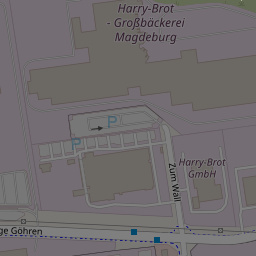 Harry-Brot
- Großbäckerei
Magdeburg
P
P
Zum Wall
Harry-Brot
GmbH
ge Göhren